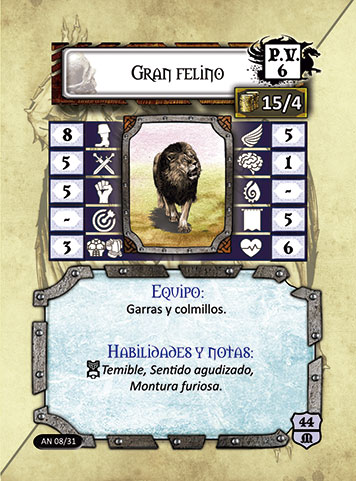 GRAN FELINO
P.V.
6
15/4
8 5
5 1
5 -
- 5
3 6
EQUIPO:
Garras y colmillos.
HABILIDADES Y NOTAS:
Temible, Sentido agudizado,
Montura furiosa.
AN 08/31
44
M